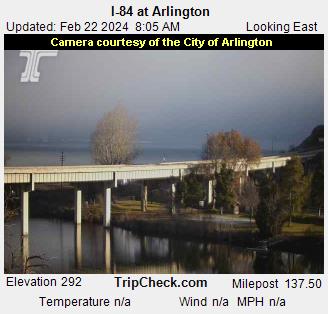 I-84 at Arlington
Updated: Feb 22 2024 8:05 AM Looking East
Camera courtesy of the City of Arlington
Elevation 292 TripCheck.com Milepost 137.50
Temperature n/a Wind n/a MPH n/a